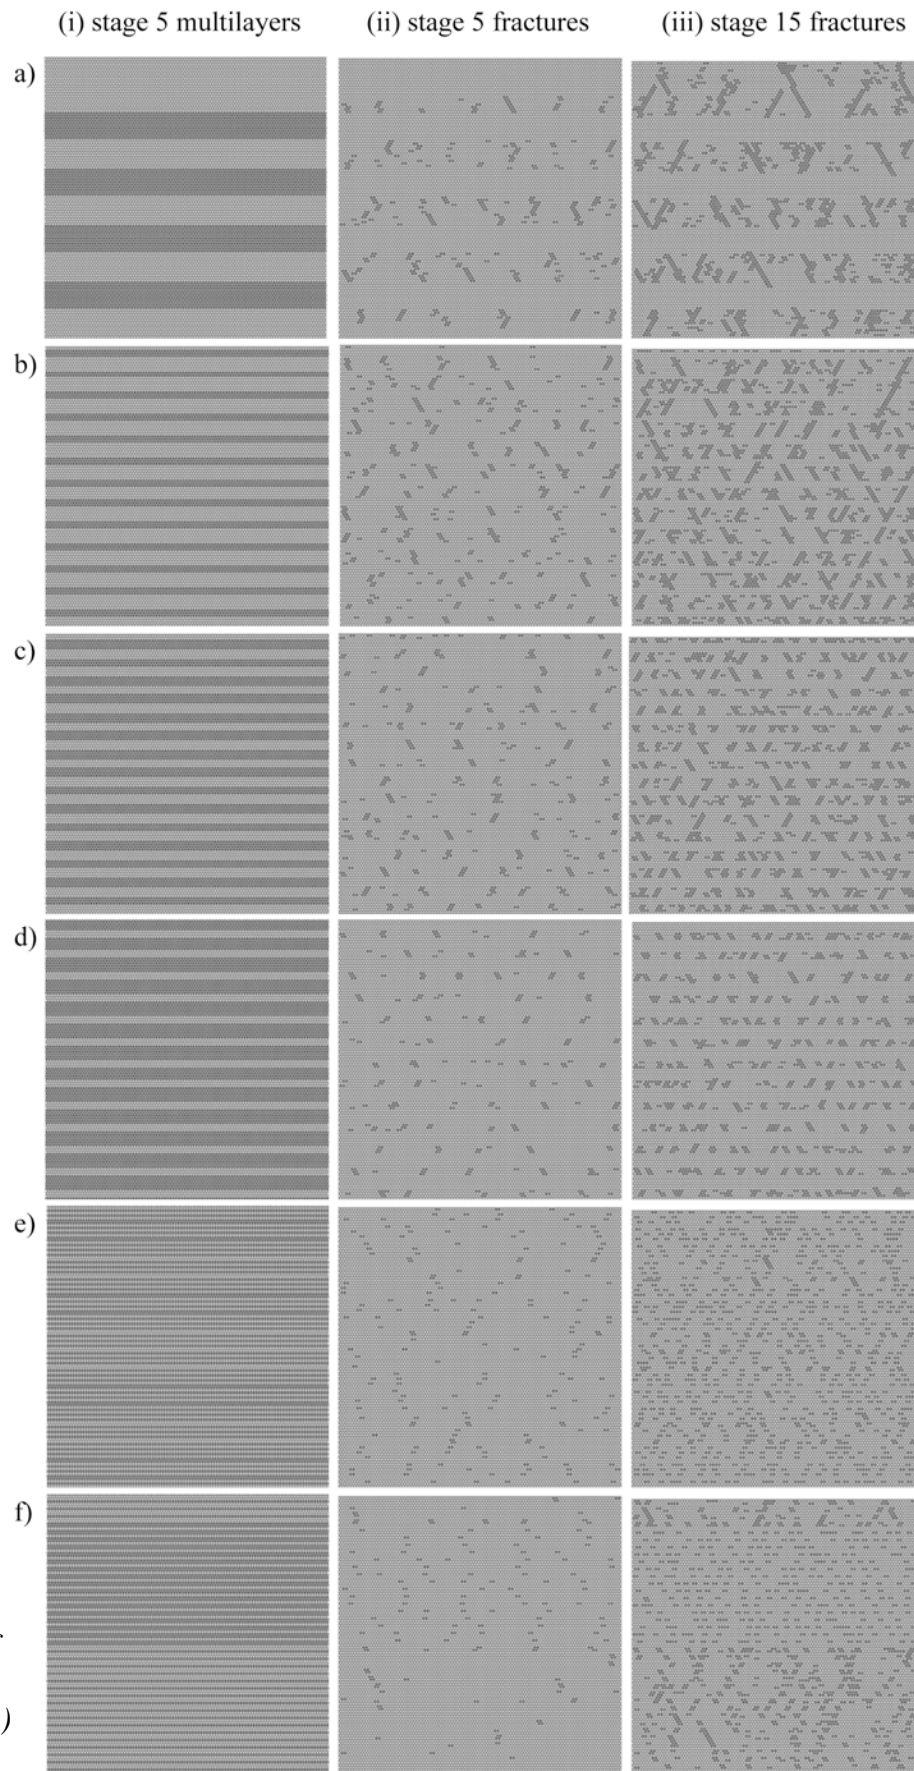 (i) stage 5 multilayers (ii) stage 5 fractures (iii) stage 15 fractures
a)
b)
c)
d)
e)
f)
.
)